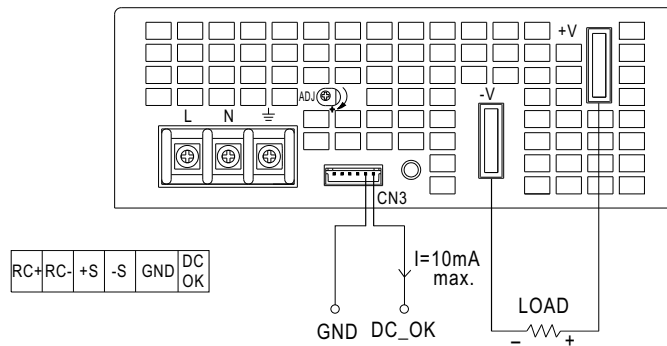 +V
-V
ADJ
+
L N
CN3
RC+ RC- +S -S GND DC OK
I=10mA
max.
GND DC_OK
LOAD
– +